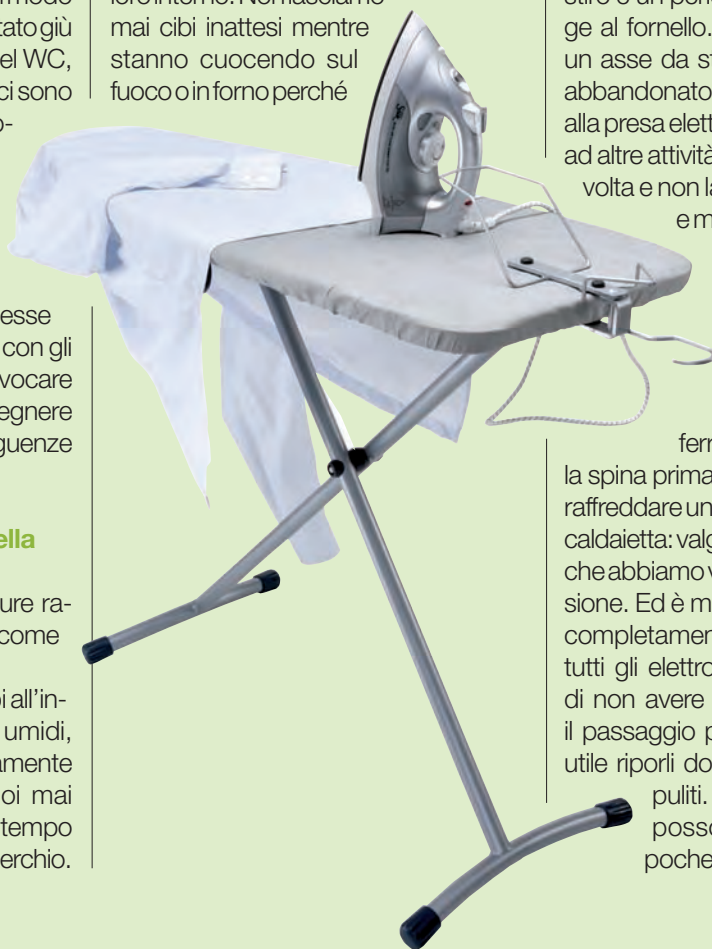 modo
tato giù
el WC,
ci sono
o-
esse
con gli
vocare
egnere
guenze
ella
ure ra-
come
i all'in-
umidi,
amente
oi mai
tempo
erchio.
loro interno. Non lasciamo
mai cibi inattesi mentre
stanno cuocendo sul
fuoco o in forno perché
ge al fornello.
un asse da st
abbandonato
alla presa elett
ad altre attività
volta e non la
e m
ferr
la spina prima
raffreddare un
caldaietta: valg
che abbiamo v
sione. Ed è m
completamen
tutti gli elettro
di non avere
il passaggio p
utile riporli do
puliti.
posso
poche